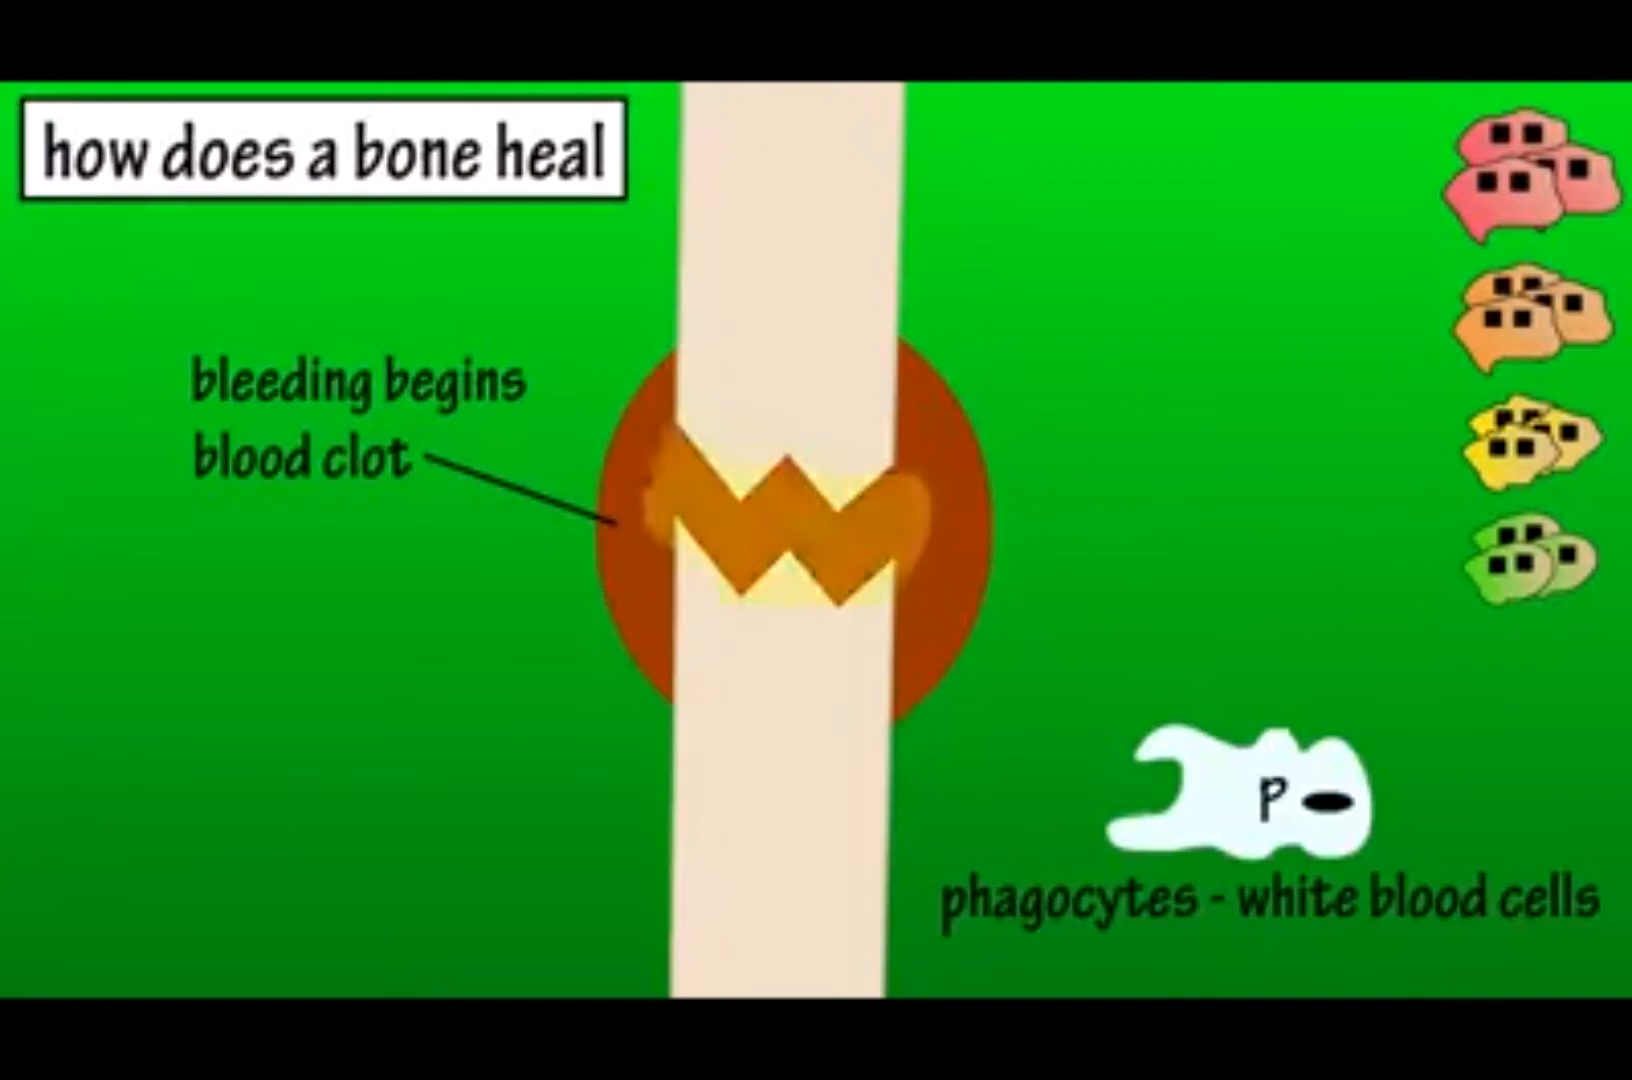 how does a bone heal
bleeding begins
blood clot
P
phagocytes - white blood cells